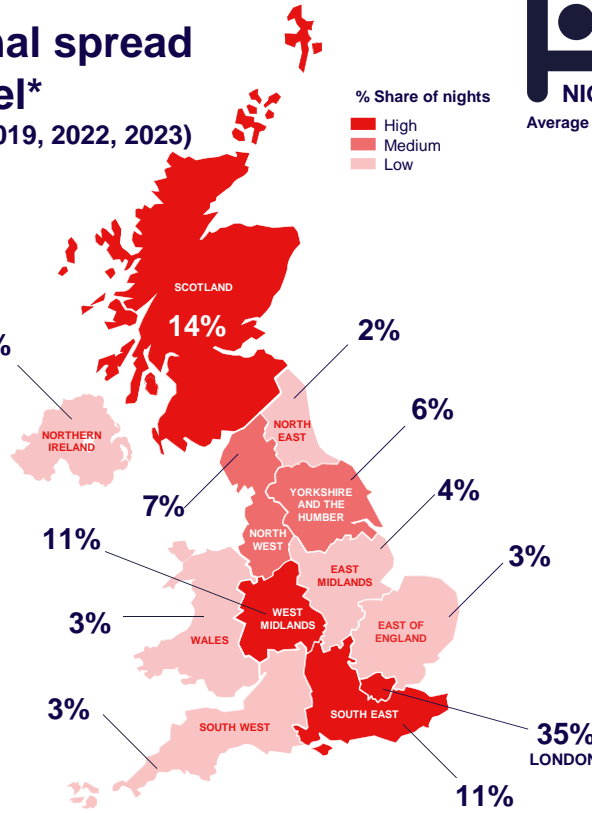 nal spread
el*
019, 2022, 2023)
NIG
Average
% Share of nights
High
Medium
Low
SCOTLAND
14%
%
2%
NORTHERN
IRELAND
NORTH
EAST
6%
YORKSHIRE
AND THE
HUMBER
4%
7%
NORTH
WEST
11%
EAST
MIDLANDS
3%
WEST
MIDLANDS
3%
WALES
EAST OF
ENGLAND
3%
SOUTH WEST
SOUTH EAST
35%
LONDON
11%